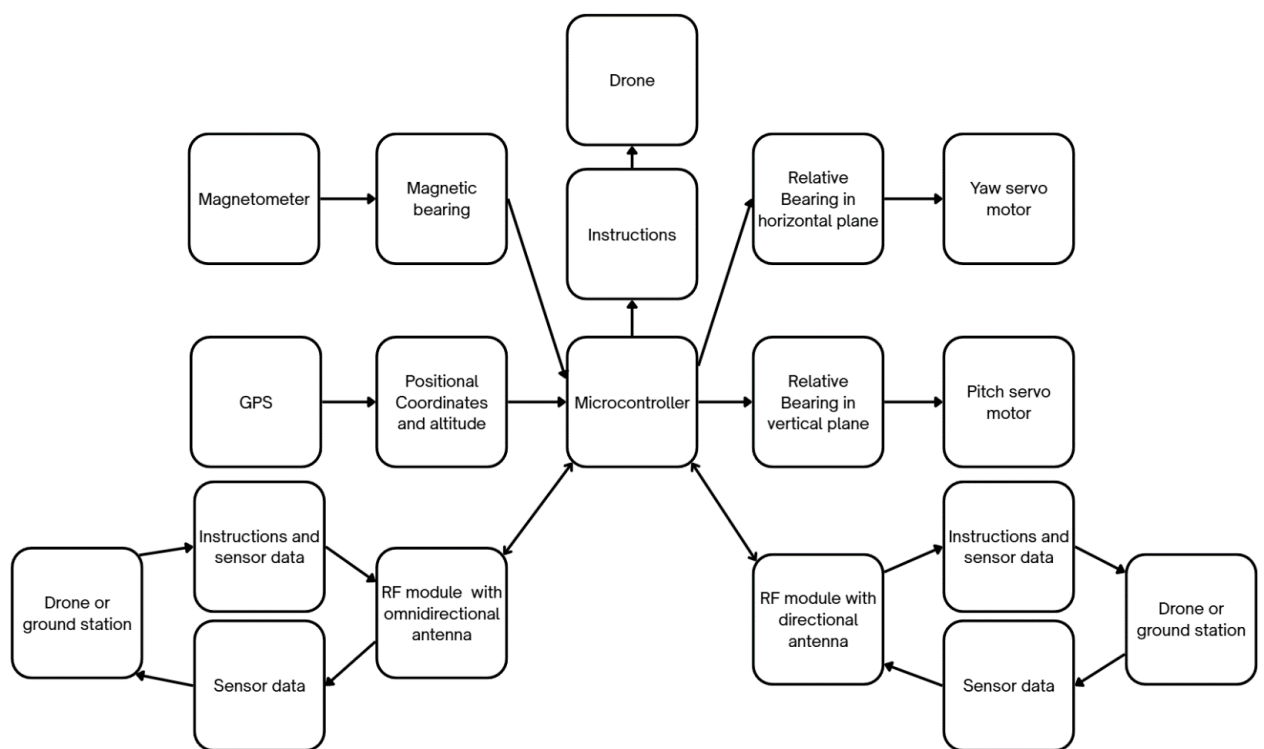 Drone
Magnetometer
Magnetic
bearing
Instructions
Relative
Bearing in
horizontal plane
Yaw servo
motor
GPS
Positional
Coordinates
and altitude
Microcontroller
Relative
Bearing in
vertical plane
Pitch servo
motor
Drone or
ground station
Instructions and
sensor data
Sensor data
RF module with
omnidirectional
antenna
RF module with
directional
antenna
Instructions and
sensor data
Sensor data
Drone or
ground station